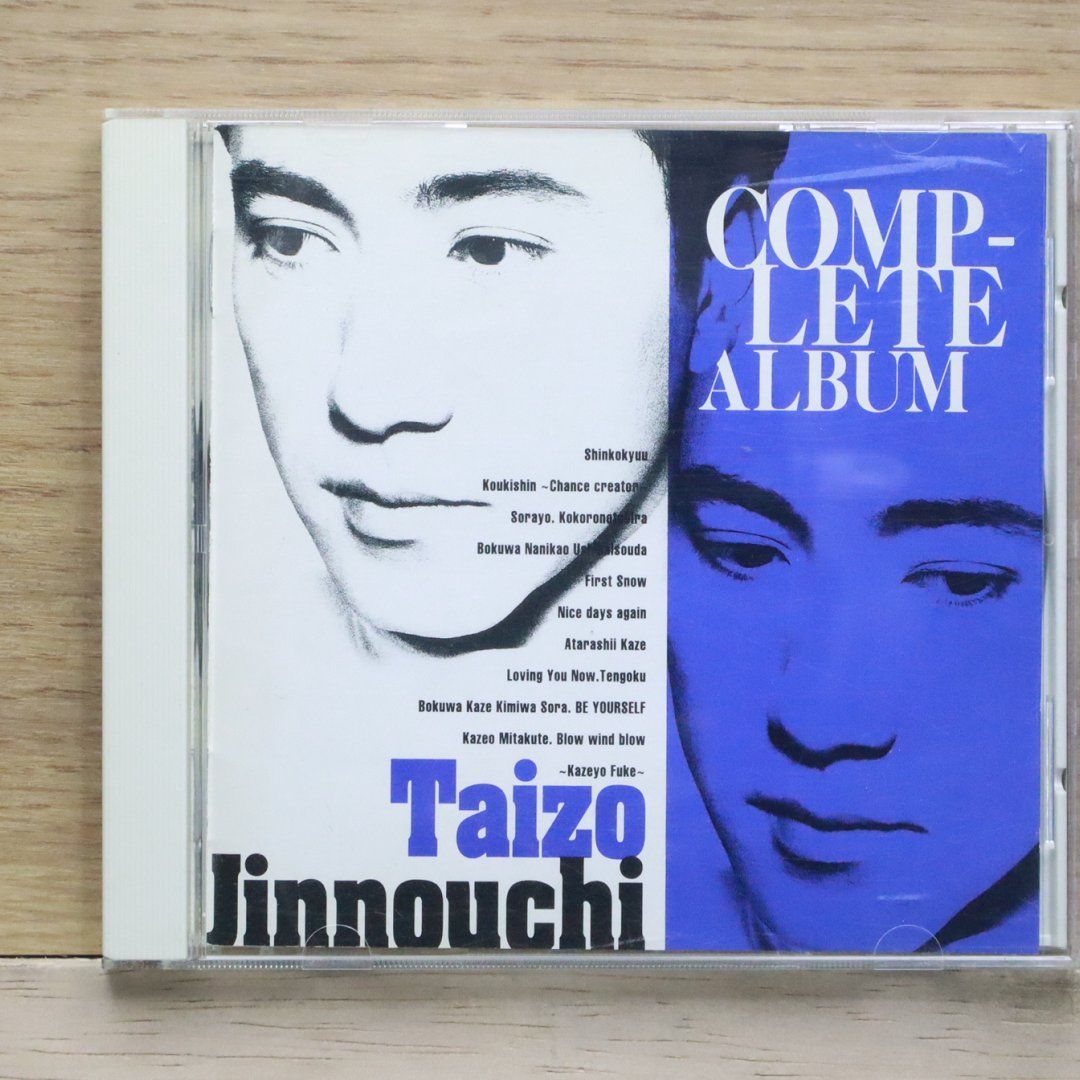 COMP-
LETE
ALBUM
Shinkokyuu
Koukishin ~Chance creator~
Sorayo. Kokorono
Bokuwa Nanikao
First Snow
Nice days again
Atarashii Kaze
Loving You Now.Tengoku
Bokuwa Kaze Kimiwa Sora. BE YOURSELF
Kazeo Mitakute. Blow wind blow
~Kazeyo Fuke~
Taizo
Jinnouchi